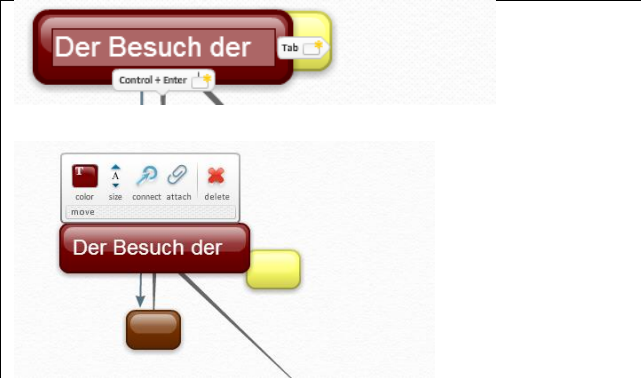 Der Besuch der
Tab
Control + Enter
T
A
color size connect attach delete
move
Der Besuch der